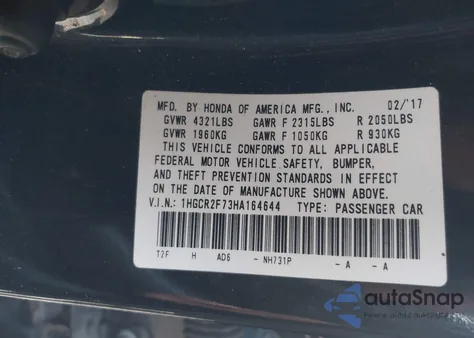 MFD. BY HONDA OF AMERICA MFG., INC. 02/'17
GVWR 4321LBS GAWR F 2315LBS R 2050LBS
GVWR 1960KG GAWR F 1050KG R 930KG
THIS VEHICLE CONFORMS TO ALL APPLICABLE
FEDERAL MOTOR VEHICLE SAFETY, BUMPER,
AND THEFT PREVENTION STANDARDS IN EFFECT
ON THE DATE OF MANUFACTURE SHOWN ABOVE.
V.I.N.: 1HGCR2F73HA164644 TYPE: PASSENGER CAR
T2F H AD6 - NH731P - A - A
autoSnap